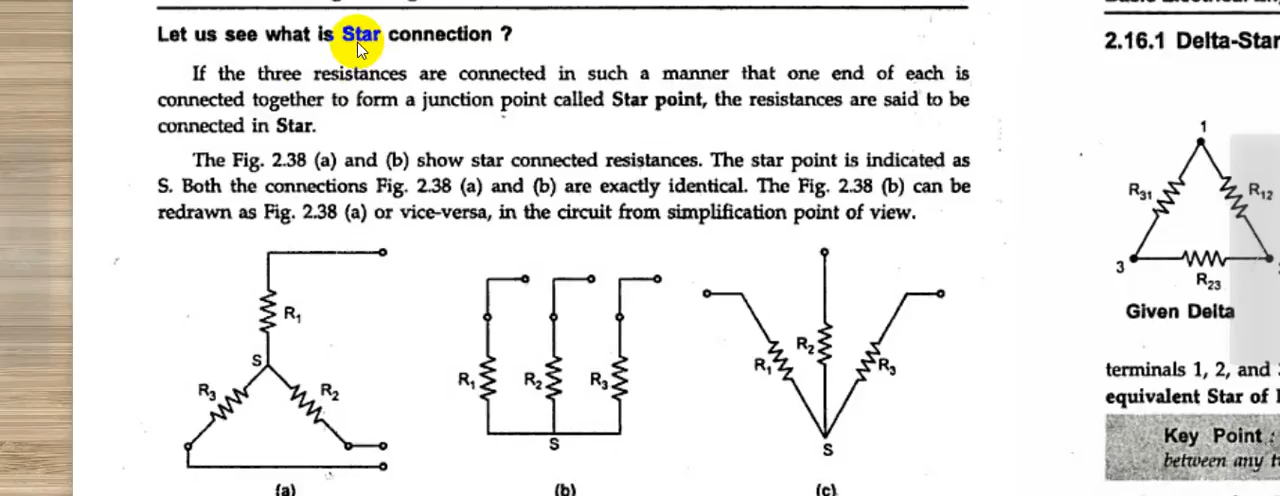 Let us see what is Star connection ?
If the three resistances are connected in such a manner that one end of each is
connected together to form a junction point called Star point, the resistances are said to be
connected in Star.
The Fig. 2.38 (a) and (b) show star connected resistances. The star point is indicated as
S. Both the connections Fig. 2.38 (a) and (b) are exactly identical. The Fig. 2.38 (b) can be
redrawn as Fig. 2.38 (a) or vice-versa, in the circuit from simplification point of view.
R1
S
R3
R2
(a)
R1
R2
R3
S
(b)
R1
R2
R3
S
(c)
2.16.1 Delta-Star
1
R31
R12
3
R23
Given Delta
terminals 1, 2, and
equivalent Star of
Key Point :
between any